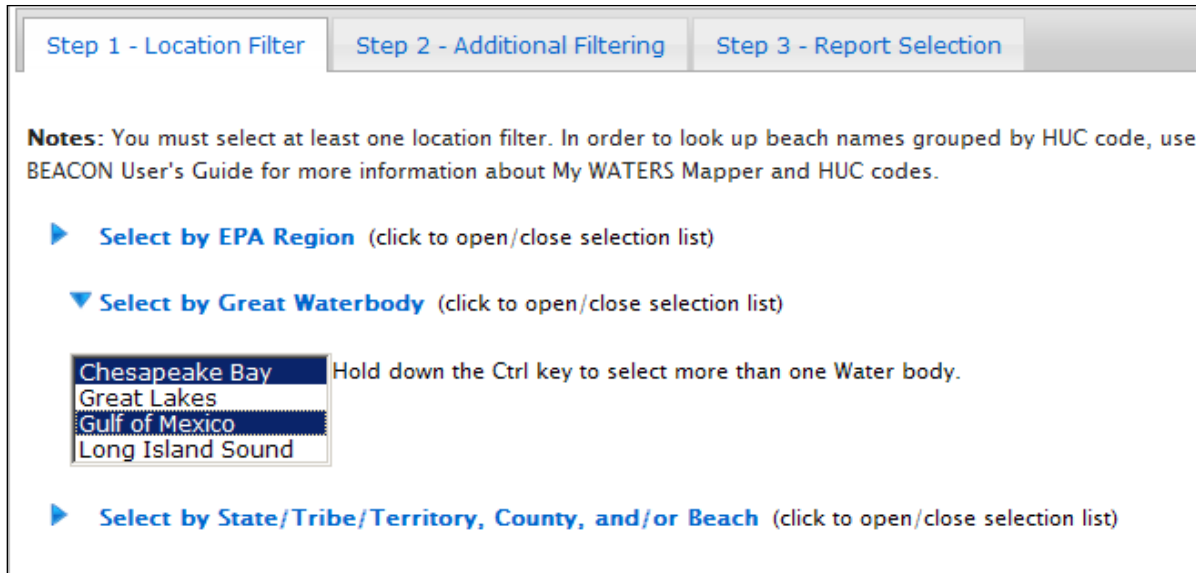 Step 1 - Location Filter
Step 2 - Additional Filtering
Step 3 - Report Selection
Notes: You must select at least one location filter. In order to look up beach names grouped by HUC code, use
BEACON User's Guide for more information about My WATERS Mapper and HUC codes.
Select by EPA Region (click to open/close selection list)
Select by Great Waterbody (click to open/close selection list)
Chesapeake Bay
Hold down the Ctrl key to select more than one Water body.
Great Lakes
Gulf of Mexico
Long Island Sound
Select by State/Tribe/Territory, County, and/or Beach (click to open/close selection list)